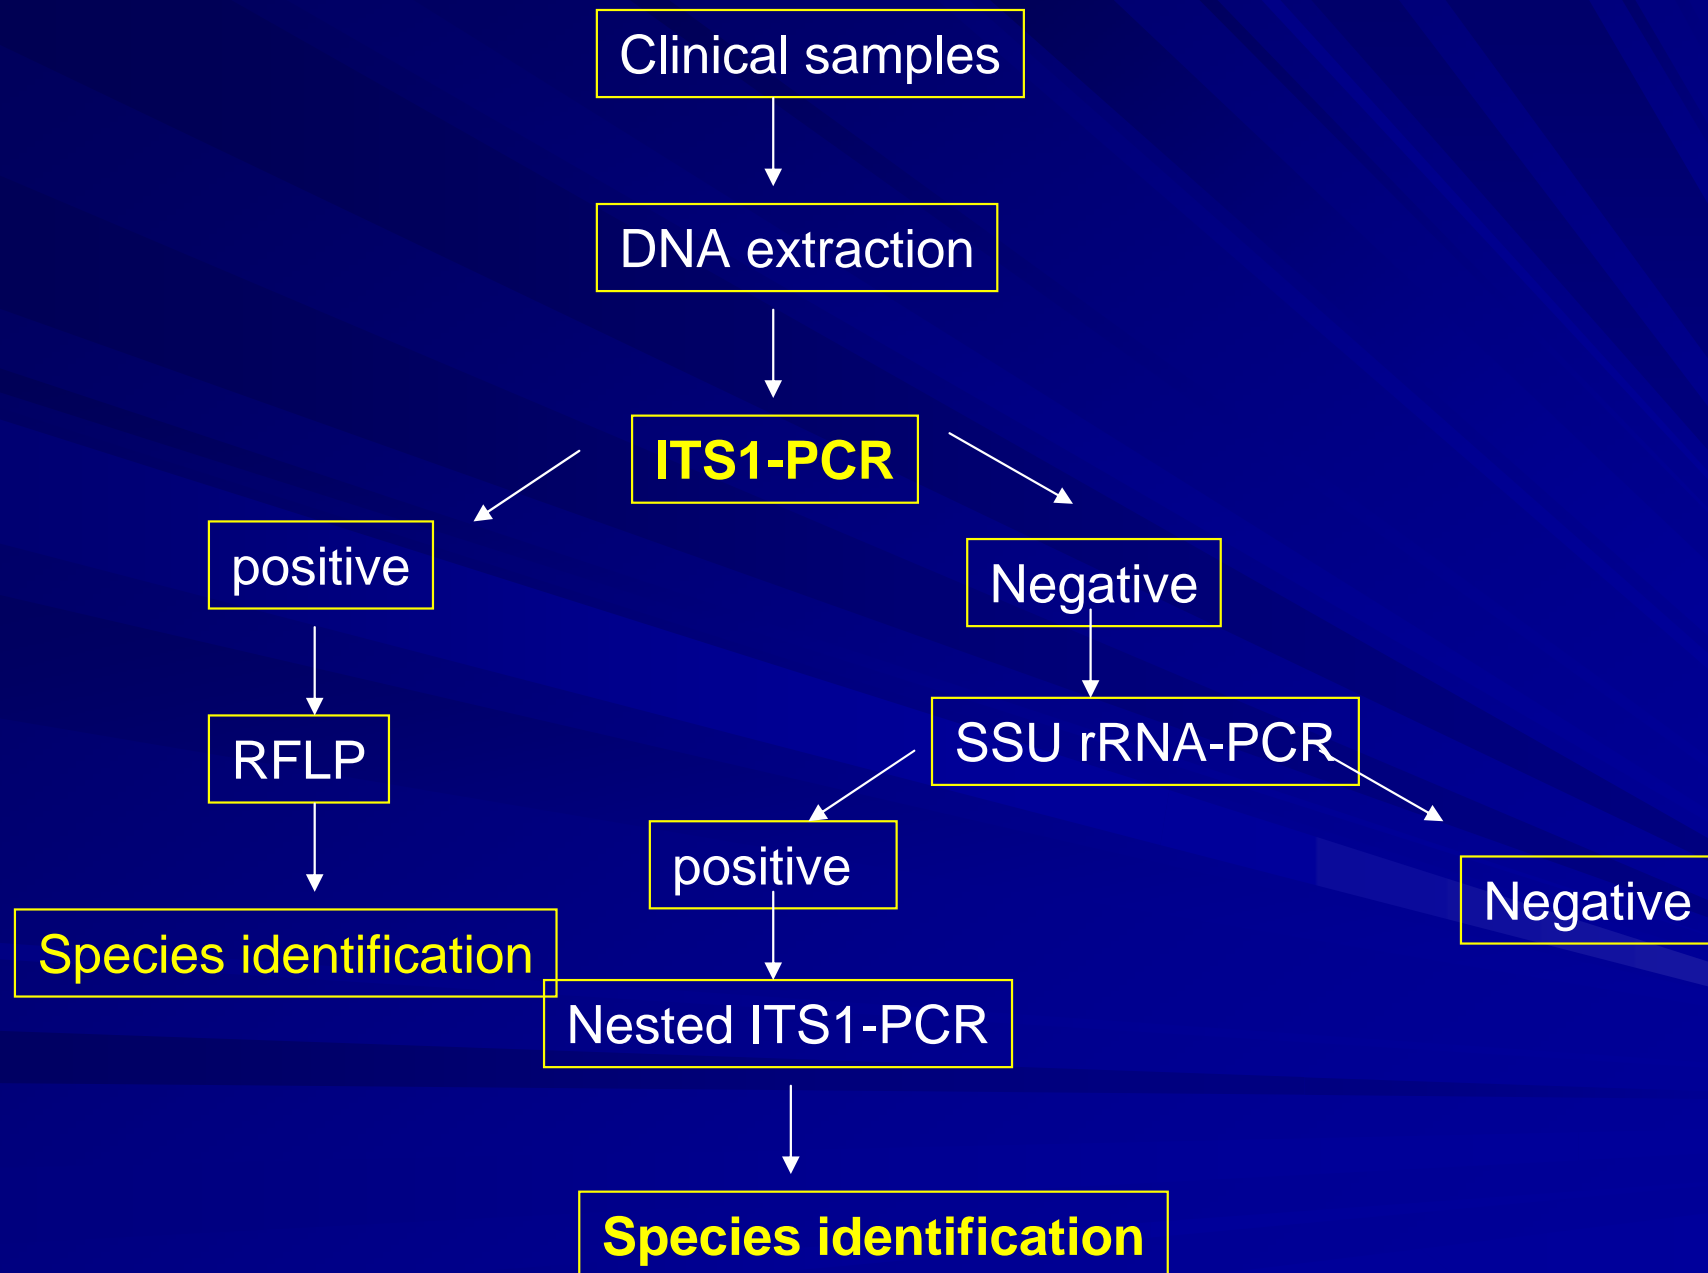 Clinical samples
DNA extraction
ITS1-PCR
positive
Negative
RFLP
SSU rRNA-PCR
positive
Negative
Species identification
Nested ITS1-PCR
Species identification